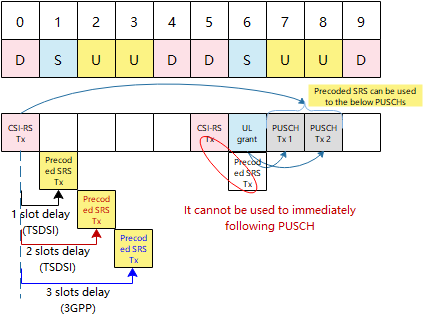 0 1 2 3 4 5 6 7 8 9
D S U U D D S U U D
Precoded SRS can be used
to the below PUSCHs
CSI-RS
Tx
CSI-RS
Tx
UL
grant
PUSCH
Tx 1
PUSCH
Tx 2
Precod
ed SRS
Tx
Precod
ed SRS
Tx
1 slot delay
(TSDSI)
Precod
ed SRS
Tx
It cannot be used to immediately
following PUSCH
2 slots delay
(TSDSI)
Precod
ed SRS
Tx
3 slots delay
(3GPP)